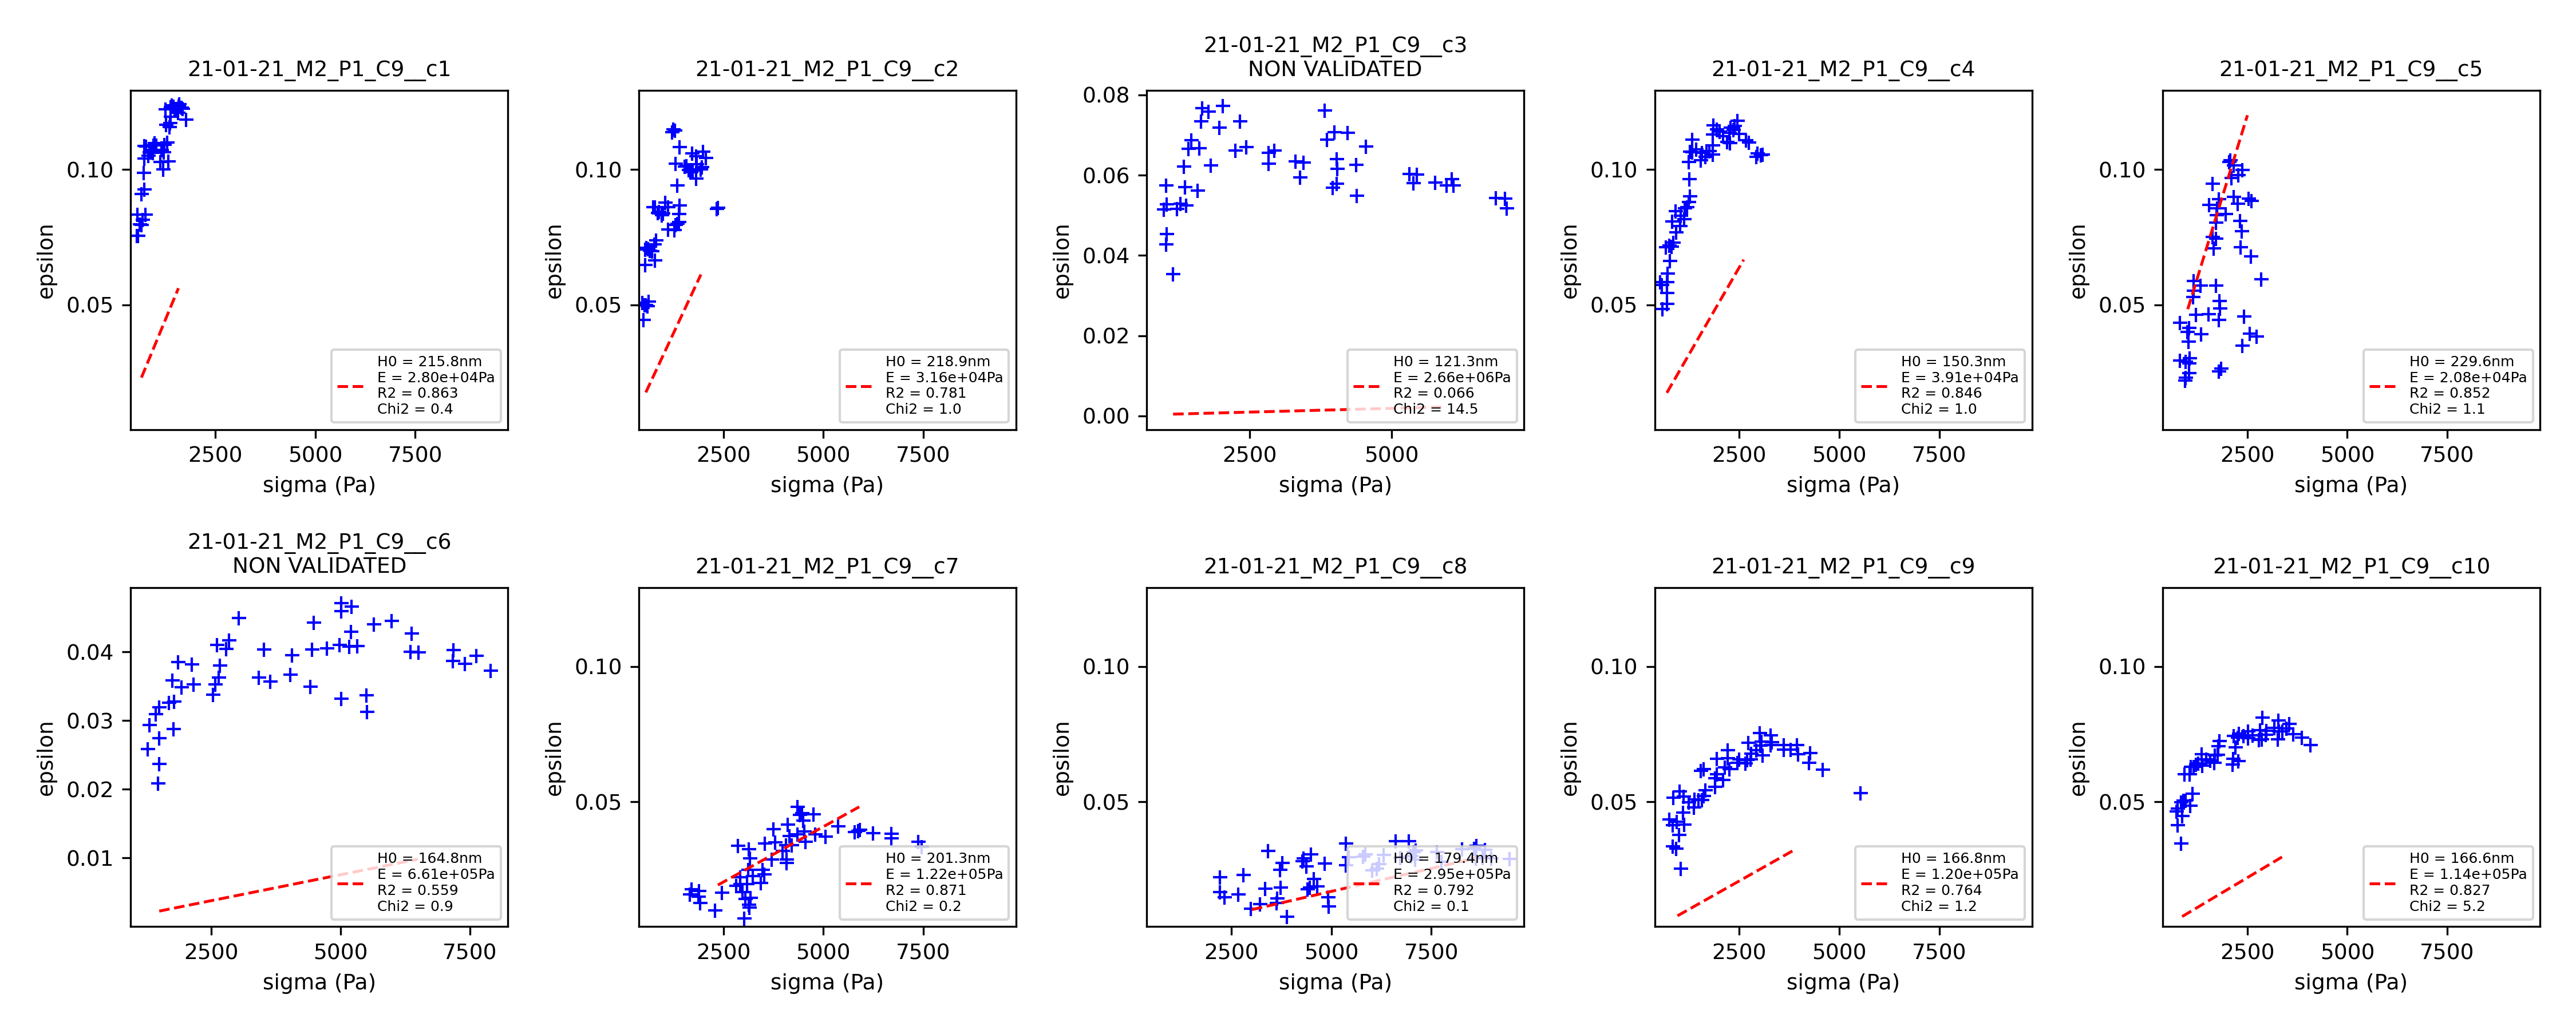 21-01-21_M2_P1_C9__c1
0.10
0.05
epsilon
2500 5000 7500
sigma (Pa)
H0 = 215.8nm
E = 2.80e+04Pa
R2 = 0.863
Chi2 = 0.4
21-01-21_M2_P1_C9__c2
0.10
0.05
epsilon
2500 5000 7500
sigma (Pa)
H0 = 218.9nm
E = 3.16e+04Pa
R2 = 0.781
Chi2 = 1.0
21-01-21_M2_P1_C9__c3
NON VALIDATED
0.08
0.06
0.04
0.02
0.00
epsilon
2500 5000
sigma (Pa)
H0 = 121.3nm
E = 2.66e+06Pa
R2 = 0.066
Chi2 = 14.5
21-01-21_M2_P1_C9__c4
0.10
0.05
epsilon
2500 5000 7500
sigma (Pa)
H0 = 150.3nm
E = 3.91e+04Pa
R2 = 0.846
Chi2 = 1.0
21-01-21_M2_P1_C9__c5
0.10
0.05
epsilon
2500 5000 7500
sigma (Pa)
H0 = 229.6nm
E = 2.08e+04Pa
R2 = 0.852
Chi2 = 1.1
21-01-21_M2_P1_C9__c6
NON VALIDATED
0.04
0.03
0.02
0.01
epsilon
2500 5000 7500
sigma (Pa)
H0 = 164.8nm
E = 6.61e+05Pa
R2 = 0.559
Chi2 = 0.9
21-01-21_M2_P1_C9__c7
0.10
0.05
epsilon
2500 5000 7500
sigma (Pa)
H0 = 201.3nm
E = 1.22e+05Pa
R2 = 0.871
Chi2 = 0.2
21-01-21_M2_P1_C9__c8
0.10
0.05
epsilon
2500 5000 7500
sigma (Pa)
H0 = 179.4nm
E = 2.95e+05Pa
R2 = 0.792
Chi2 = 0.1
21-01-21_M2_P1_C9__c9
0.10
0.05
epsilon
2500 5000 7500
sigma (Pa)
H0 = 166.8nm
E = 1.20e+05Pa
R2 = 0.764
Chi2 = 1.2
21-01-21_M2_P1_C9__c10
0.10
0.05
epsilon
2500 5000 7500
sigma (Pa)
H0 = 166.6nm
E = 1.14e+05Pa
R2 = 0.827
Chi2 = 5.2